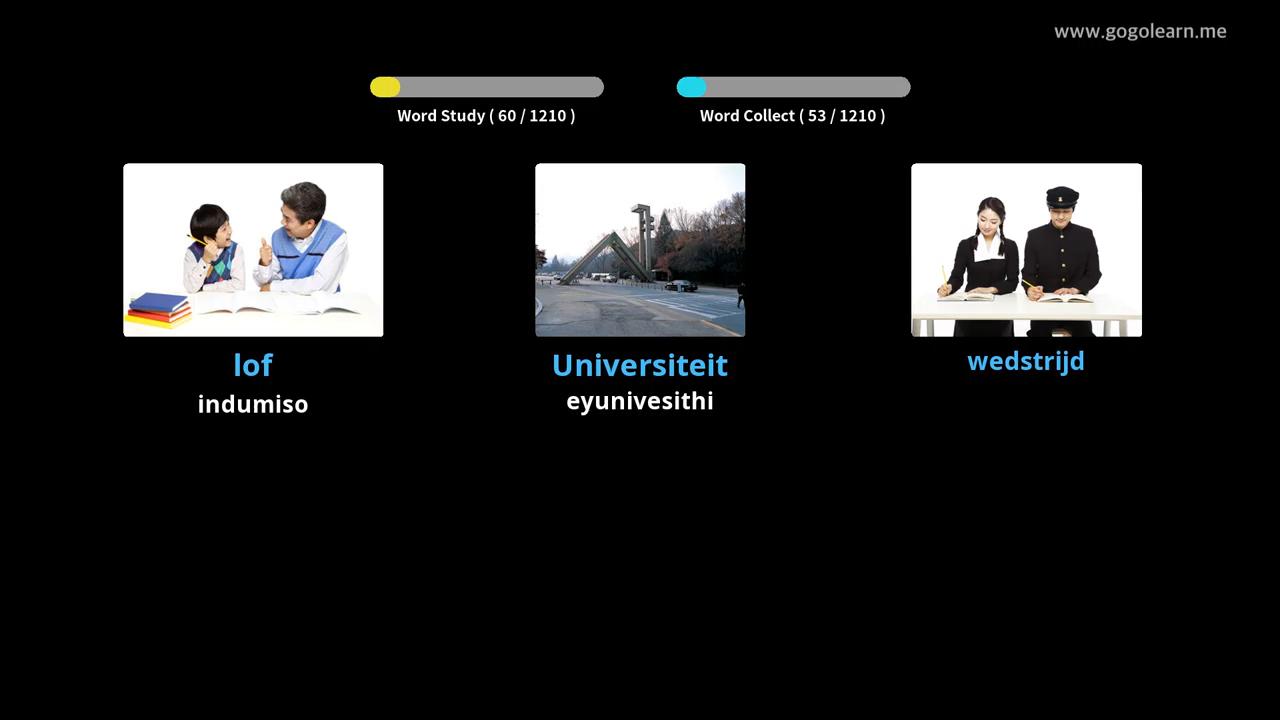 www.gogolearn.me
Word Study ( 60 / 1210 )
Word Collect ( 53 / 1210 )
lof
indumiso
Universiteit
eyunivesithi
wedstrijd